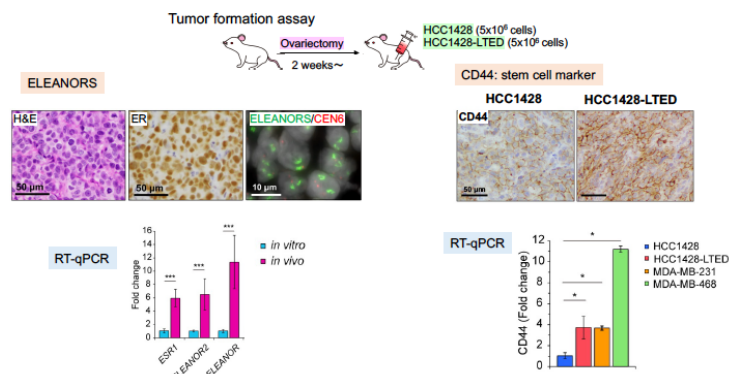 Tumor formation assay
Ovariectomy
2 weeks～
HCC1428 (5x10⁶ cells)
HCC1428-LTED (5x10⁶ cells)
ELEANORS
H&E
50 μm
ER
50 μm
ELEANORS/CEN6
10 μm
CD44: stem cell marker
HCC1428
HCC1428-LTED
CD44
50 μm
RT-qPCR
Fold change
16
14
12
10
8
6
4
2
0
***
***
***
in vitro
in vivo
ESR1
ELEANOR2
ELEANOR
RT-qPCR
CD44 (Fold change)
12
10
8
6
4
2
0
*
*
*
HCC1428
HCC1428-LTED
MDA-MB-231
MDA-MB-468